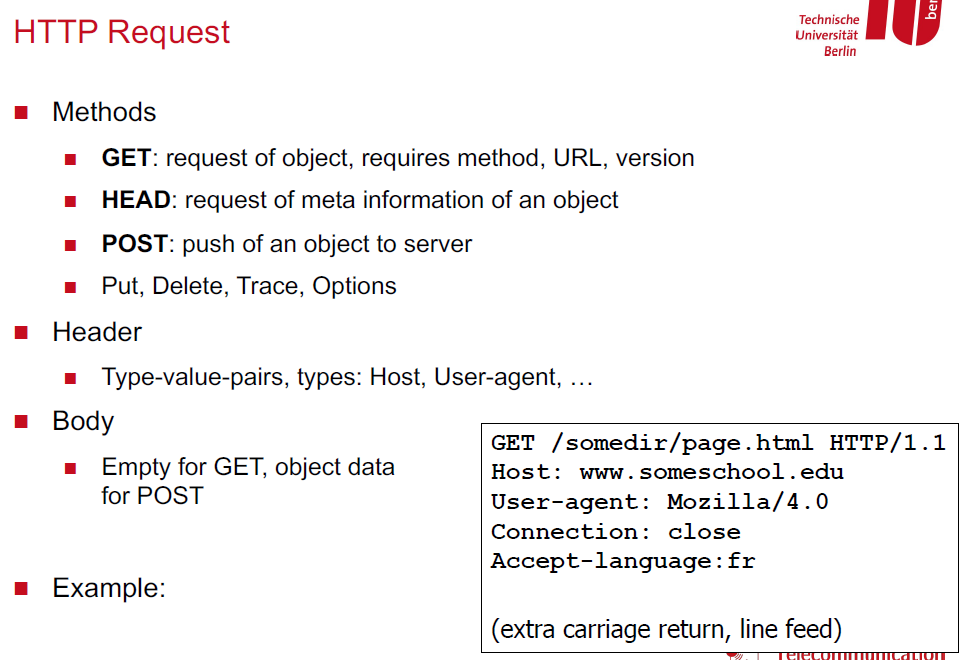 HTTP Request
Technische
Universität
Berlin
ber
Methods
GET: request of object, requires method, URL, version
HEAD: request of meta information of an object
POST: push of an object to server
Put, Delete, Trace, Options
Header
Type-value-pairs, types: Host, User-agent, …
Body
Empty for GET, object data
for POST
Example:
GET /somedir/page.html HTTP/1.1
Host: www.someschool.edu
User-agent: Mozilla/4.0
Connection: close
Accept-language:fr
(extra carriage return, line feed)
Telecommunication